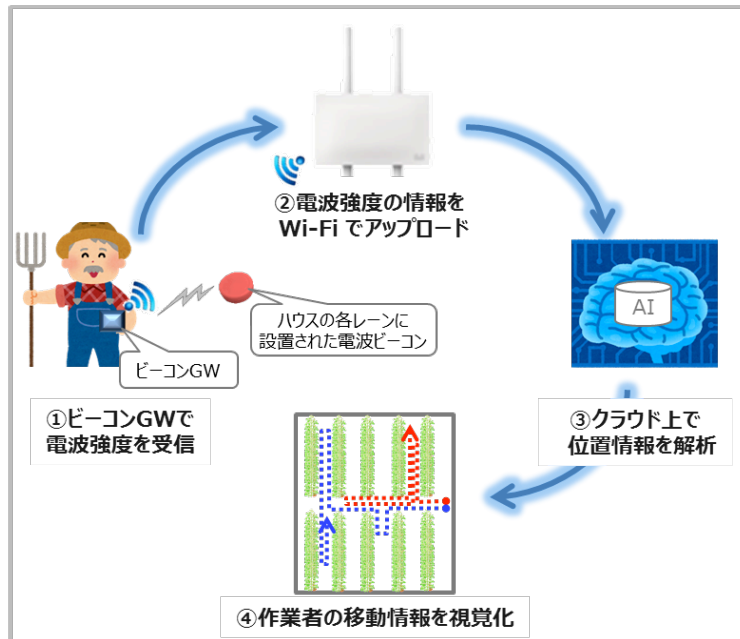 ②電波強度の情報を
Wi-Fi でアップロード
ハウスの各レーンに
設置された電波ビーコン
ビーコンGW
AI
①ビーコンGWで
電波強度を受信
③クラウド上で
位置情報を解析
④作業者の移動情報を視覚化